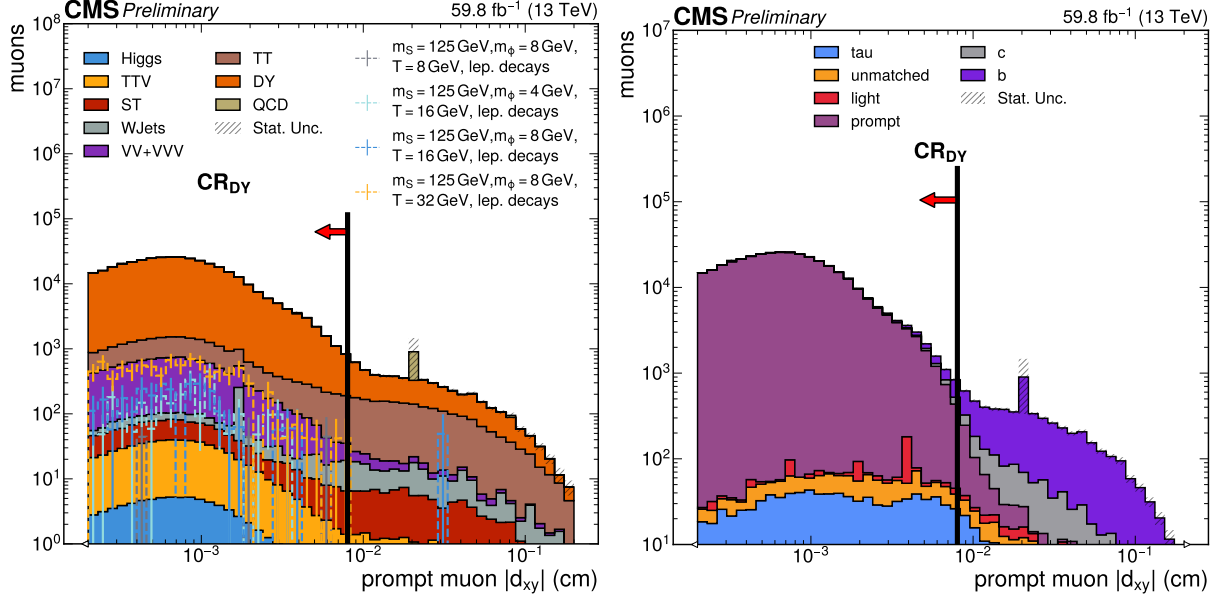 CMS Preliminary 59.8 fb⁻¹ (13 TeV)
muons
10⁸
10⁷
10⁶
10⁵
10⁴
10³
10²
10¹
10⁰
Higgs
TTV
ST
WJets
VV+VVV
TT
DY
QCD
Stat. Unc.
m_S = 125 GeV,m_ϕ = 8 GeV,
T = 8 GeV, lep. decays
m_S = 125 GeV,m_ϕ = 4 GeV,
T = 16 GeV, lep. decays
m_S = 125 GeV,m_ϕ = 8 GeV,
T = 16 GeV, lep. decays
m_S = 125 GeV,m_ϕ = 8 GeV,
T = 32 GeV, lep. decays
CR_DY
10⁻³ 10⁻² 10⁻¹
prompt muon |d_xy| (cm)
CMS Preliminary 59.8 fb⁻¹ (13 TeV)
muons
10⁷
10⁶
10⁵
10⁴
10³
10²
10¹
tau
unmatched
light
prompt
c
b
Stat. Unc.
CR_DY
10⁻³ 10⁻² 10⁻¹
prompt muon |d_xy| (cm)